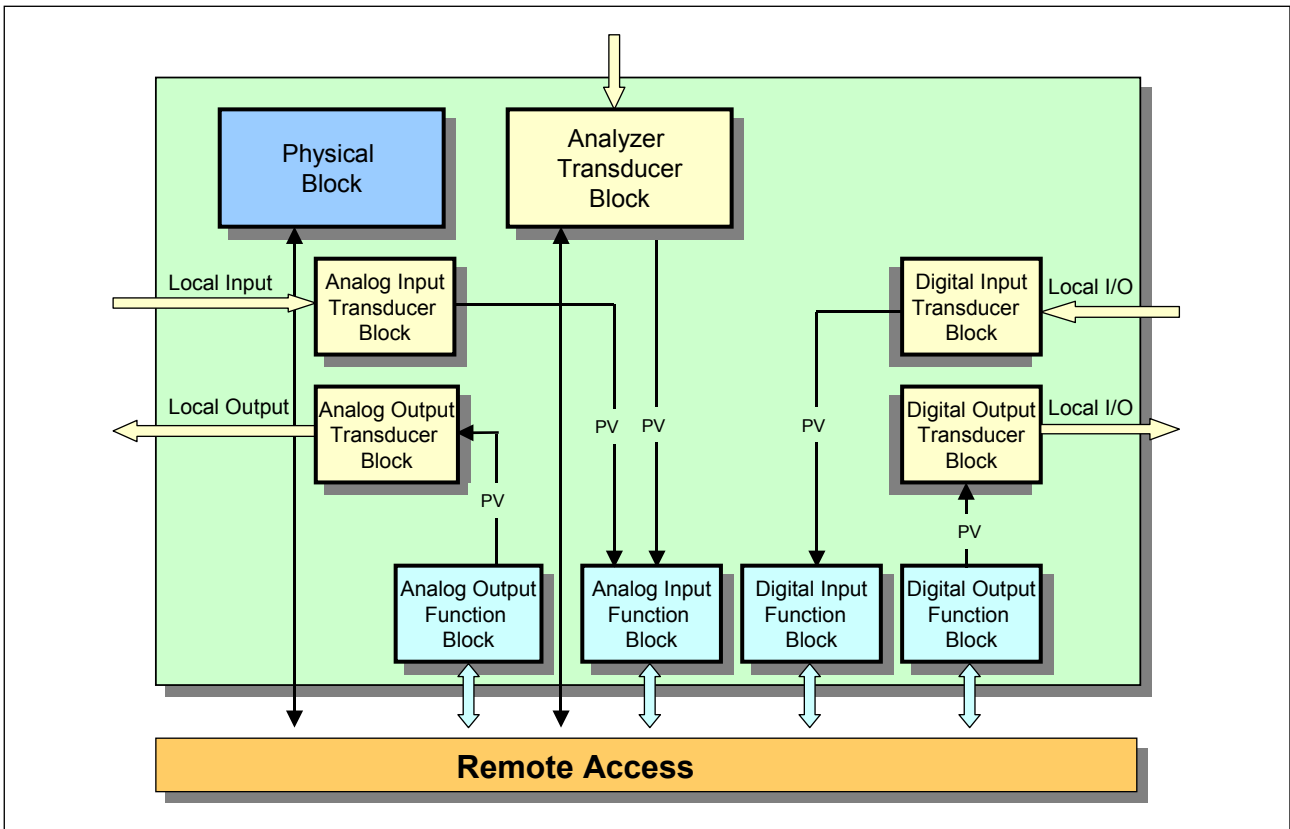 Physical
Block
Analyzer
Transducer
Block
Local Input
Analog Input
Transducer
Block
Digital Input
Transducer
Block
Local I/O
Local Output
Analog Output
Transducer
Block
Digital Output
Transducer
Block
Local I/O
PV
PV
PV
PV
PV
Analog Output
Function
Block
Analog Input
Function
Block
Digital Input
Function
Block
Digital Output
Function
Block
Remote Access